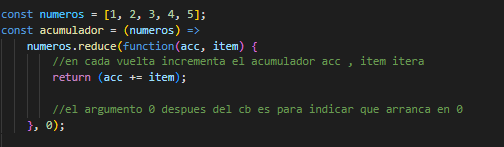 const numeros = [1, 2, 3, 4, 5];
const acumulador = (numeros) =>
numeros.reduce(function(acc, item) {
//en cada vuelta incrementa el acumulador acc , item itera
return (acc += item);
//el argumento 0 despues del cb es para indicar que arranca en 0
}, 0);